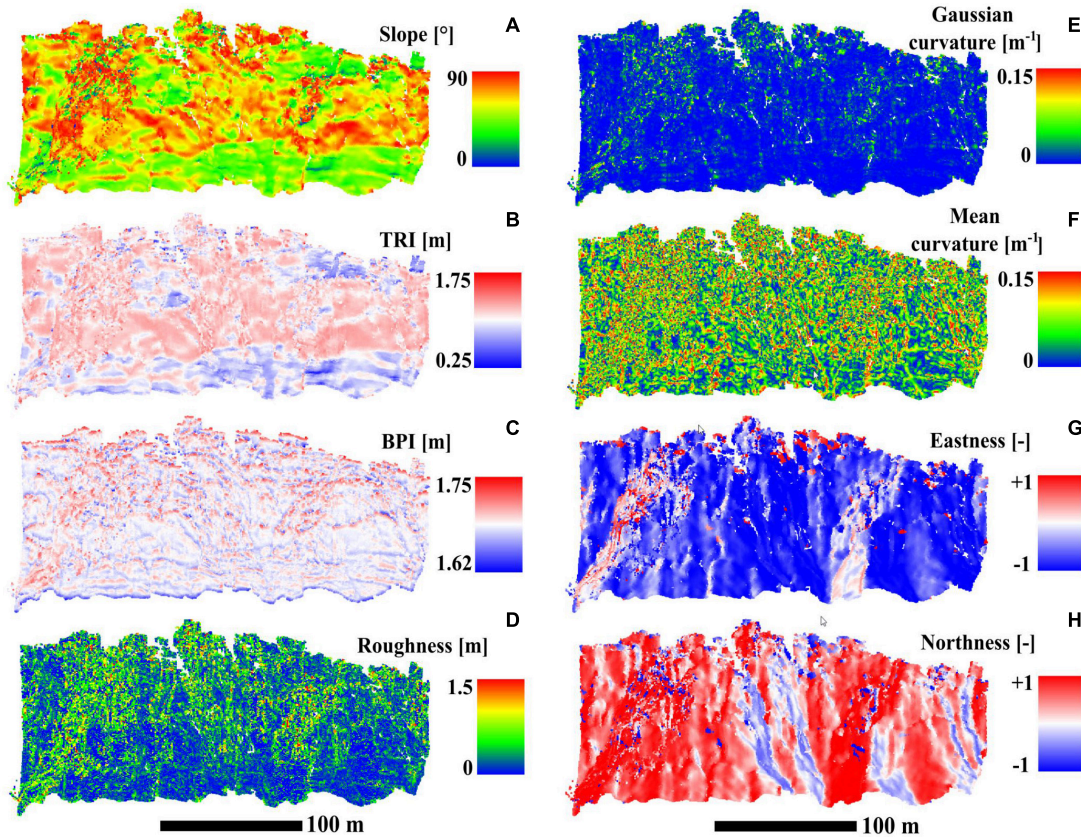 Slope [°]
A
90
0
TRI [m]
B
1.75
0.25
BPI [m]
C
1.75
1.62
Roughness [m]
D
1.5
0
100 m
Gaussian
curvature [m-1]
E
0.15
0
Mean
curvature [m-1]
F
0.15
0
Eastness [-]
G
+1
-1
Northness [-]
H
+1
-1
100 m